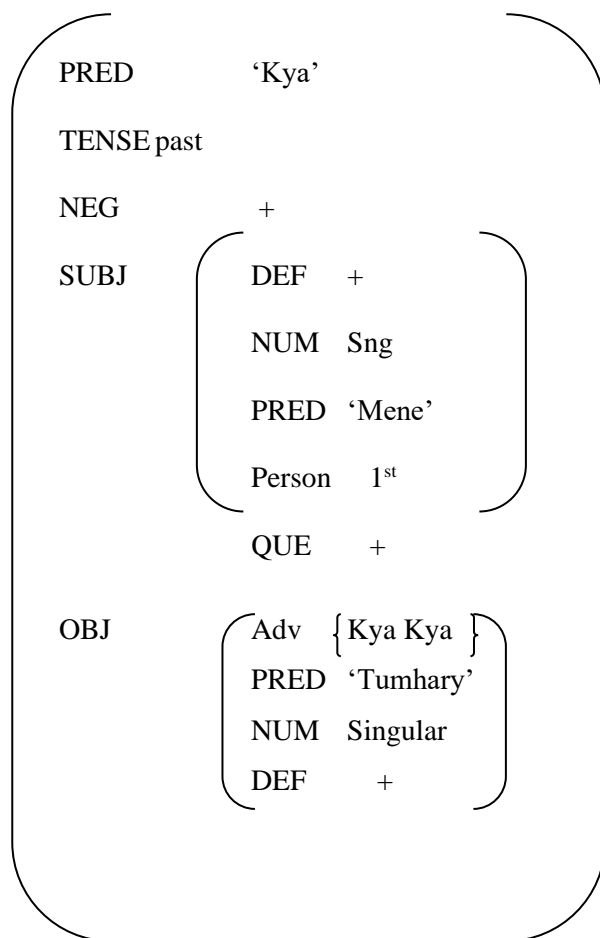 PRED ‘Kya’
TENSE past
NEG +
SUBJ DEF +
NUM Sng
PRED ‘Mene’
Person 1st
QUE +
OBJ Adv {Kya Kya }
PRED ‘Tumhary’
NUM Singular
DEF +